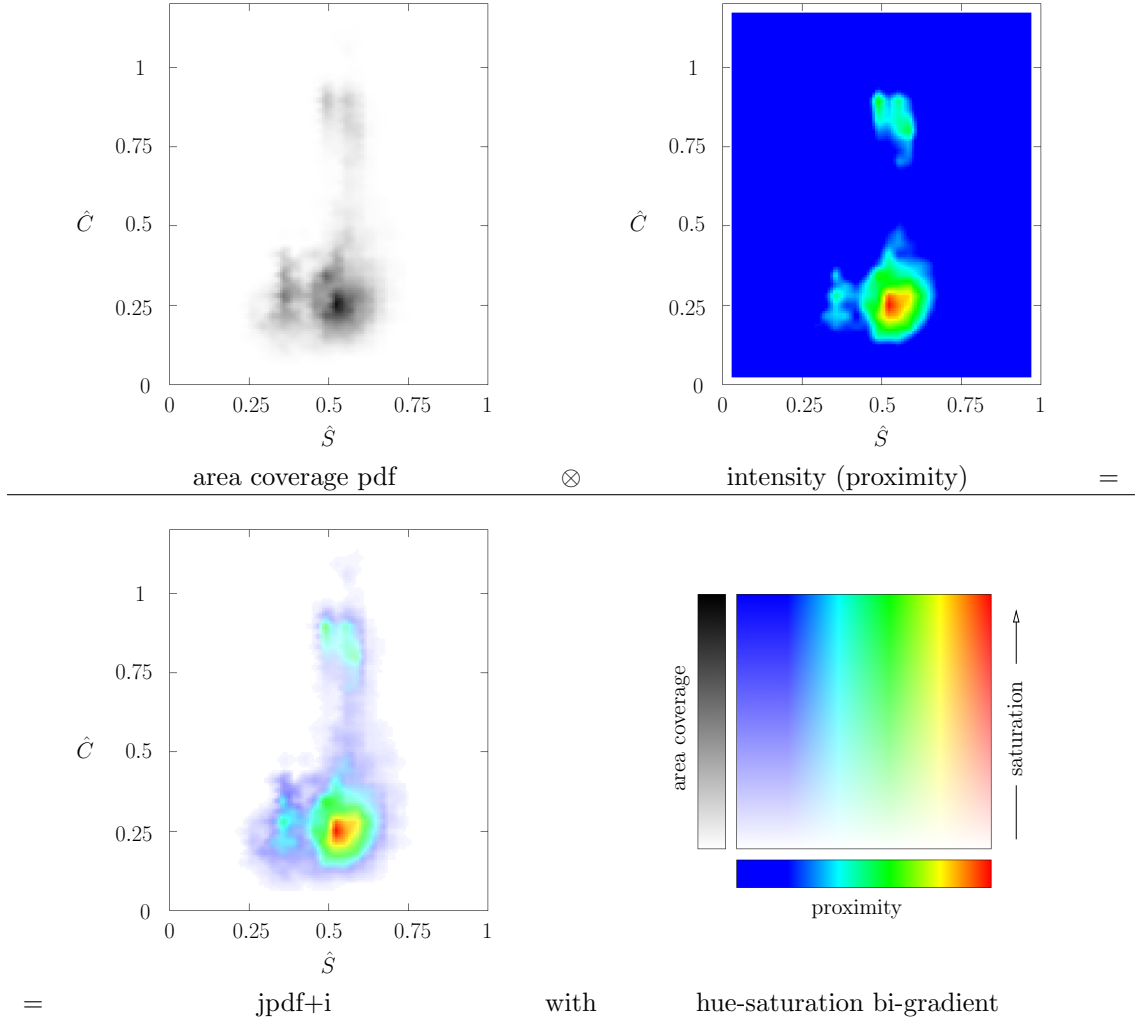 1
1
0.75
0.75
Ĉ
0.5
Ĉ
0.5
0.25
0.25
0
0
0 0.25 0.5 0.75 1
0 0.25 0.5 0.75 1
Ŝ
Ŝ
area coverage pdf ⊗ intensity (proximity) =
1
0.75
Ĉ
0.5
0.25
0
0 0.25 0.5 0.75 1
Ŝ
area coverage
saturation
proximity
= jpdf+i with hue-saturation bi-gradient